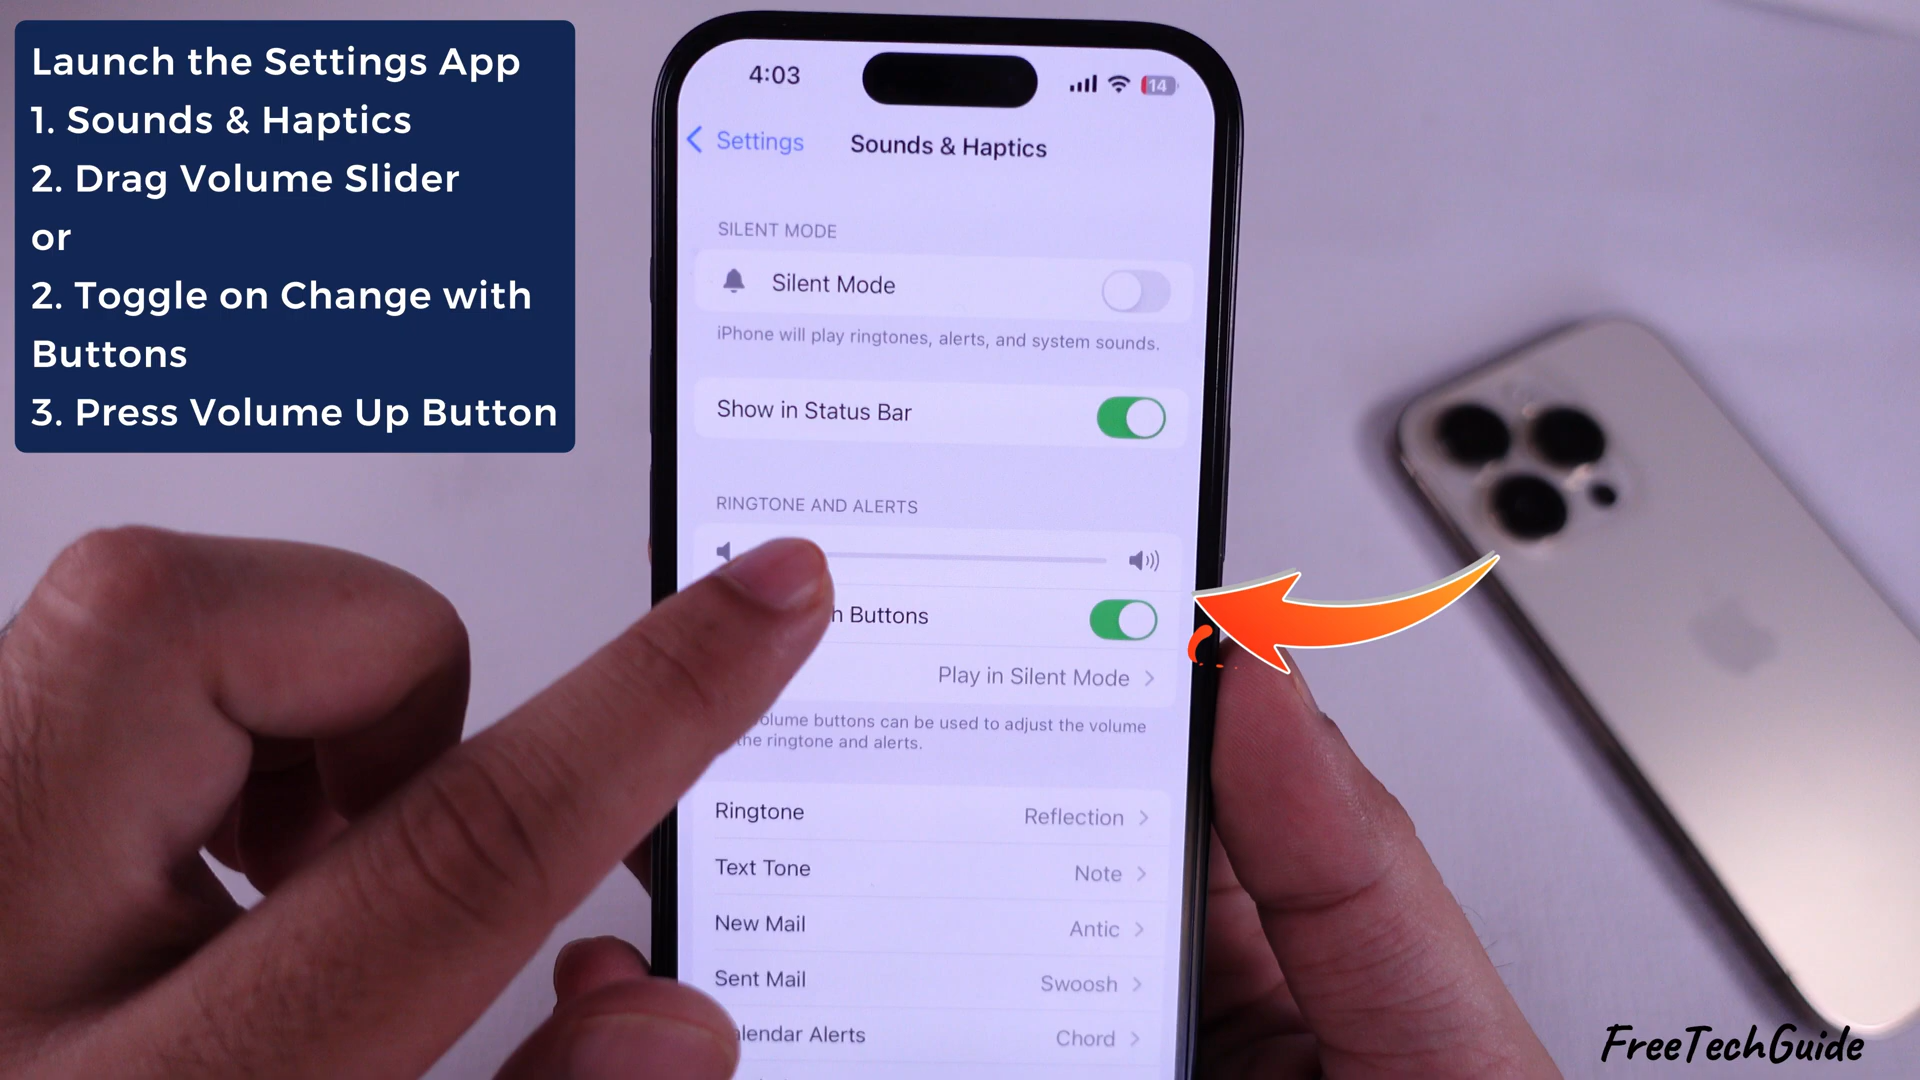 Launch the Settings App
1. Sounds & Haptics
2. Drag Volume Slider
or
2. Toggle on Change with
Buttons
3. Press Volume Up Button
4:03
14
Settings
Sounds & Haptics
SILENT MODE
Silent Mode
iPhone will play ringtones, alerts, and system sounds.
Show in Status Bar
RINGTONE AND ALERTS
Buttons
Play in Silent Mode
volume buttons can be used to adjust the volume
the ringtone and alerts.
Ringtone Reflection
Text Tone Note
New Mail Antic
Sent Mail Swoosh
Calendar Alerts Chord
FreeTechGuide